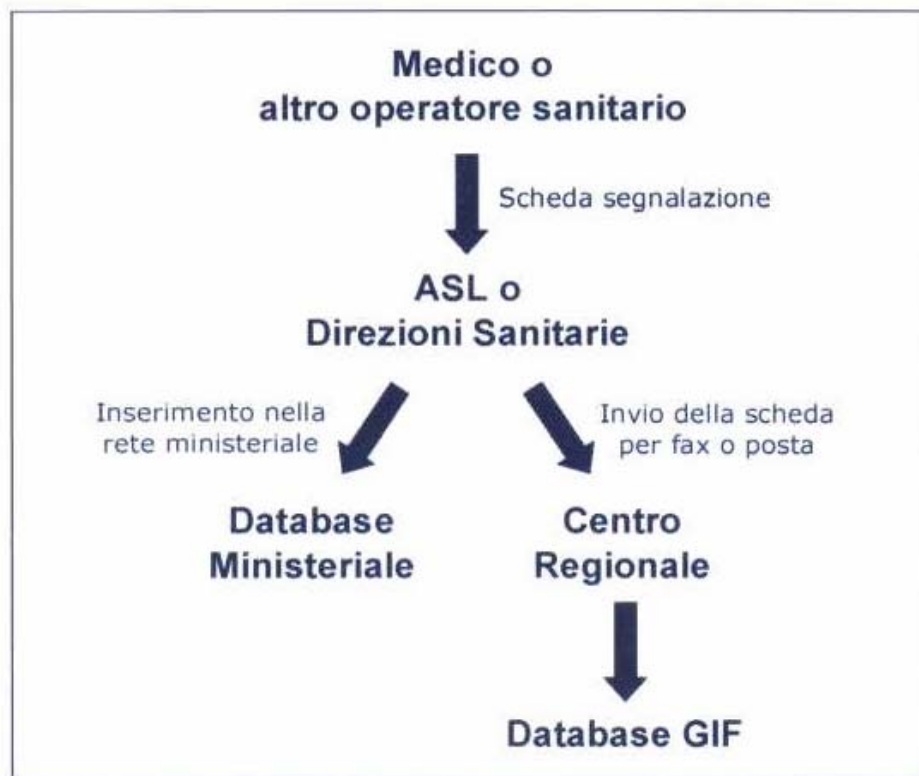 Medico o
altro operatore sanitario
Scheda segnalazione
ASL o
Direzioni Sanitarie
Inserimento nella
rete ministeriale
Invio della scheda
per fax o posta
Database
Ministeriale
Centro
Regionale
Database GIF